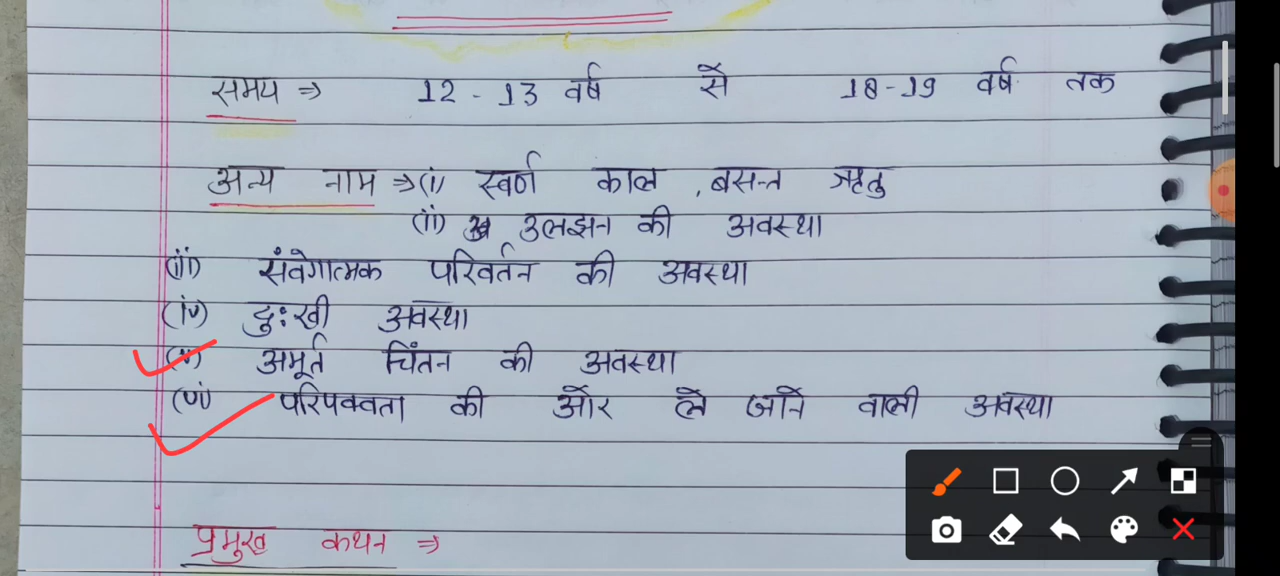 समय ⇒ 12 - 13 वर्ष से 18-19 वर्ष तक
अन्य नाम ⇒ (i) स्वर्ण काल , बसन्त ऋतु
(ii) उलझन की अवस्था
(iii) संवेगात्मक परिवर्तन की अवस्था
(iv) दुःखी अवस्था
(v) अमूर्त चिंतन की अवस्था
(vi) परिपक्वता की और ले जाने वाली अवस्था
प्रमुख कथन ⇒